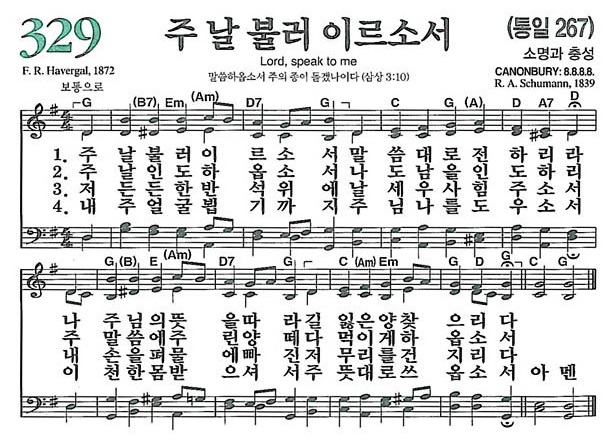 329
주 날 불러 이르소서
(통일 267)
Lord, speak to me
소명과 충성
F. R. Havergal, 1872
말씀하옵소서 주의 종이 듣겠나이다 (삼상 3:10)
CANONBURY: 8.8.8.8.
보통으로
R. A. Schumann, 1839
G (B7) Em (Am) D7 G C G (A) D A7 D
1. 주 날불러이 르소 서말 씀대로전 하리라
2. 주 날인도하 옵소 서나 도남을인 도하리
3. 저 든든한반 석위 에날 세우사힘 주소서
4. 내 주얼굴뵙 기까 지주 님나를도 우소서
G (B) E (Am) D7 G C (Am) Em G D G C G
나 주님의뜻 을따 라길 잃은양찾 으리다
주 말씀에주 린양 떼이 양게하 옵소서
내 손을펴물 에빠 진저 무리를건 지리다
이 천한몸받 으셔 서주 뜻대로쓰 옵소서 아멘